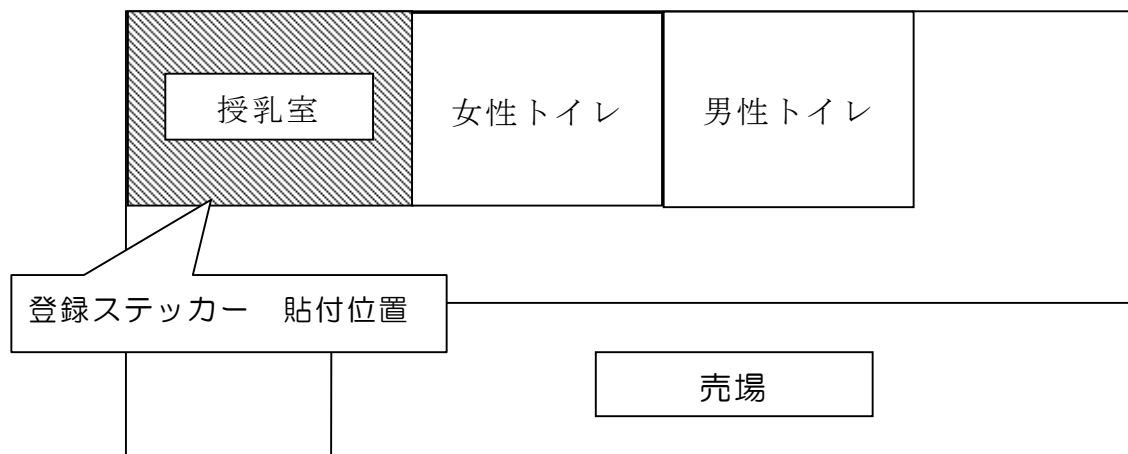 授乳室
女性トイレ
男性トイレ
登録ステッカー　貼付位置
売場